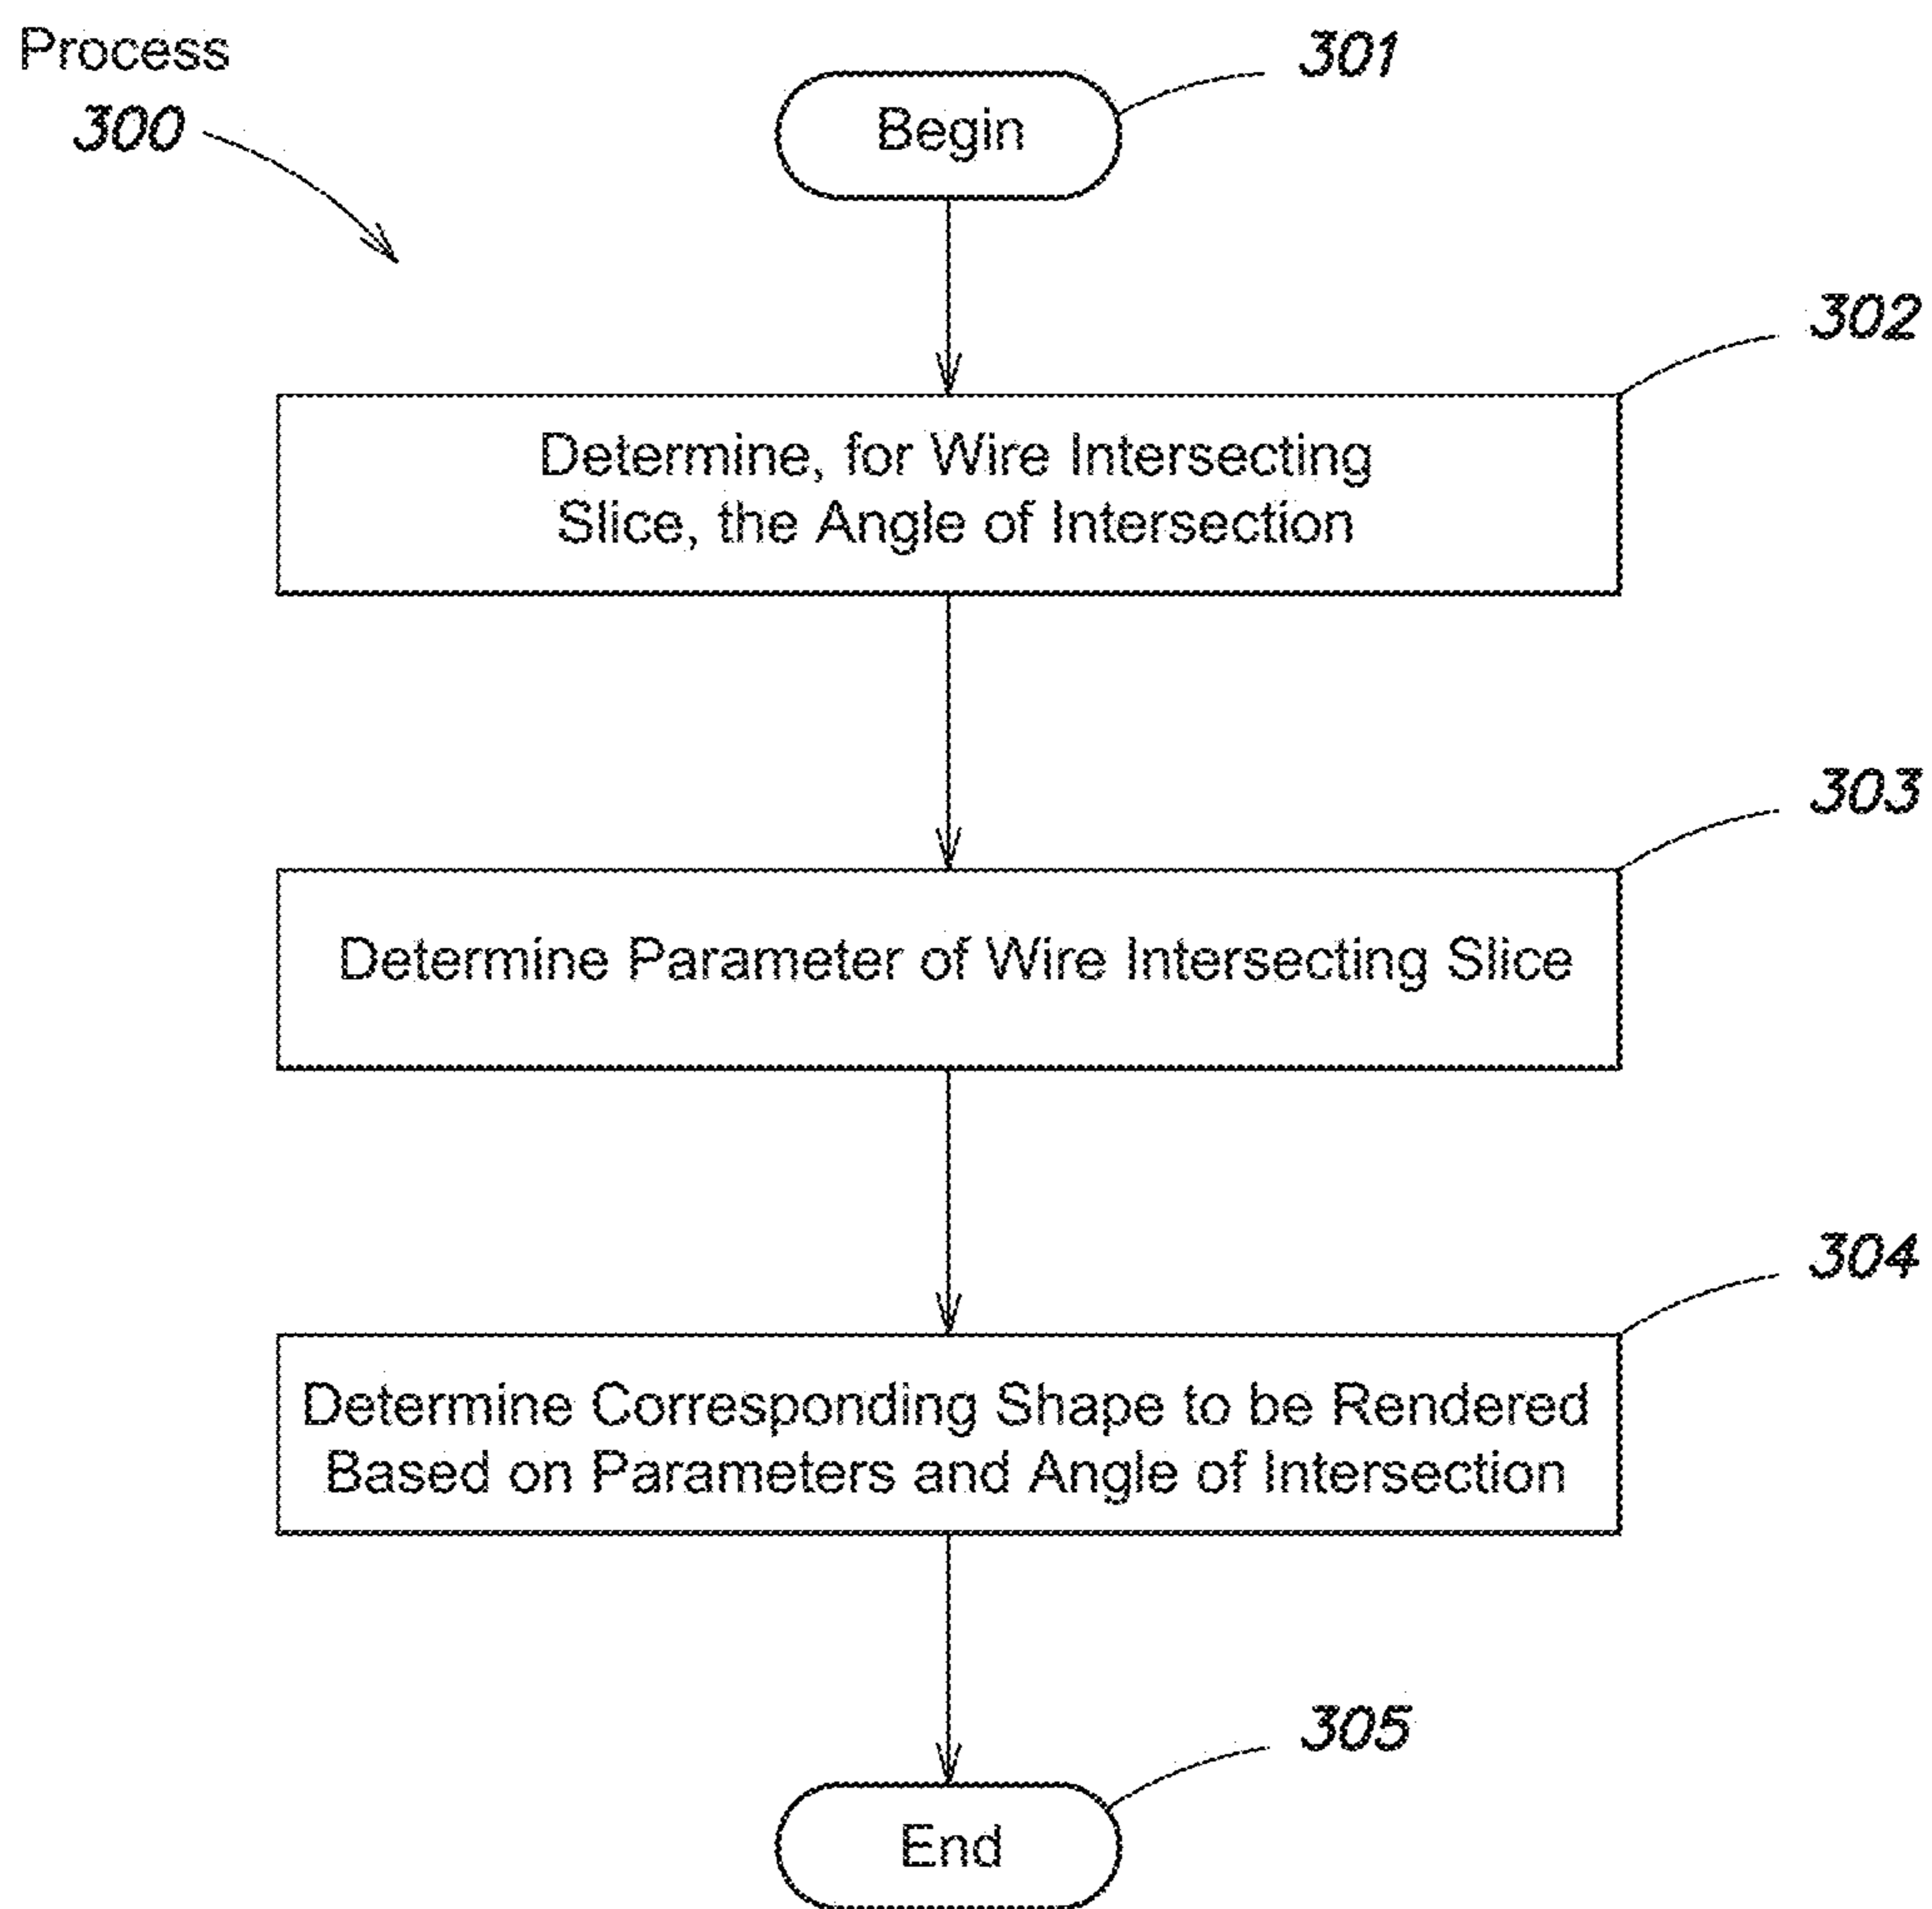 Process
300
301
Begin
302
Determine, for Wire Intersecting
Slice, the Angle of Intersection
303
Determine Parameter of Wire Intersecting Slice
304
Determine Corresponding Shape to be Rendered
Based on Parameters and Angle of Intersection
305
End